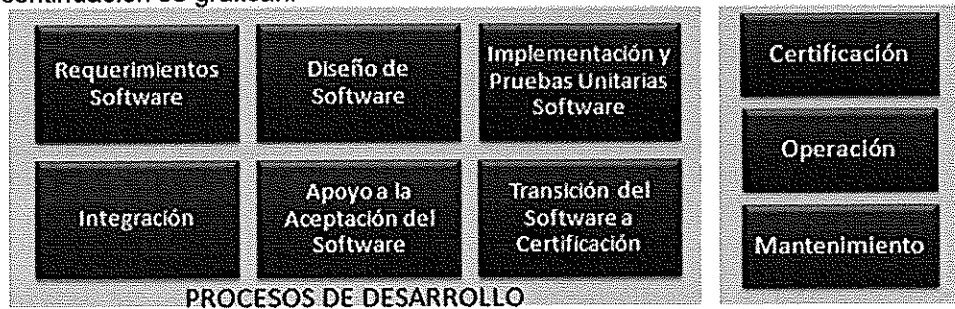 Requerimientos
Software
Diseño de
Software
Implementación y
Pruebas Unitarias
Software
Integración
Apoyo a la
Aceptación del
Software
Transición del
Software a
Certificación
PROCESOS DE DESARROLLO
Certificación
Operación
Mantenimiento